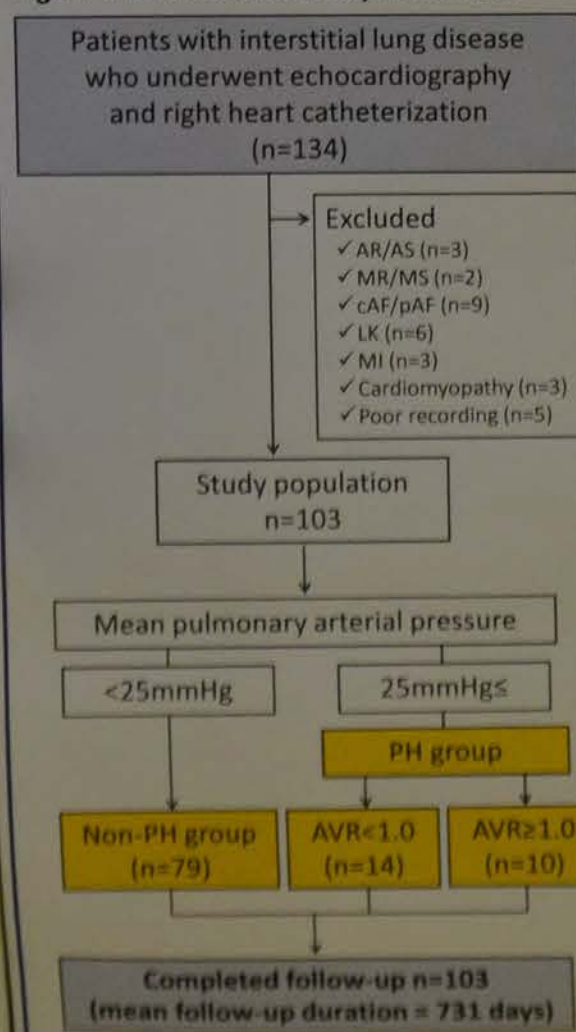 Patients with interstitial lung disease
who underwent echocardiography
and right heart catheterization
(n=134)
Excluded
✓ AR/AS (n=3)
✓ MR/MS (n=2)
✓ cAF/pAF (n=9)
✓ LK (n=6)
✓ MI (n=3)
✓ Cardiomyopathy (n=3)
✓ Poor recording (n=5)
Study population
n=103
Mean pulmonary arterial pressure
<25mmHg
25mmHg≤
PH group
Non-PH group
(n=79)
AVR<1.0
(n=14)
AVR≥1.0
(n=10)
Completed follow-up n=103
(mean follow-up duration = 731 days)